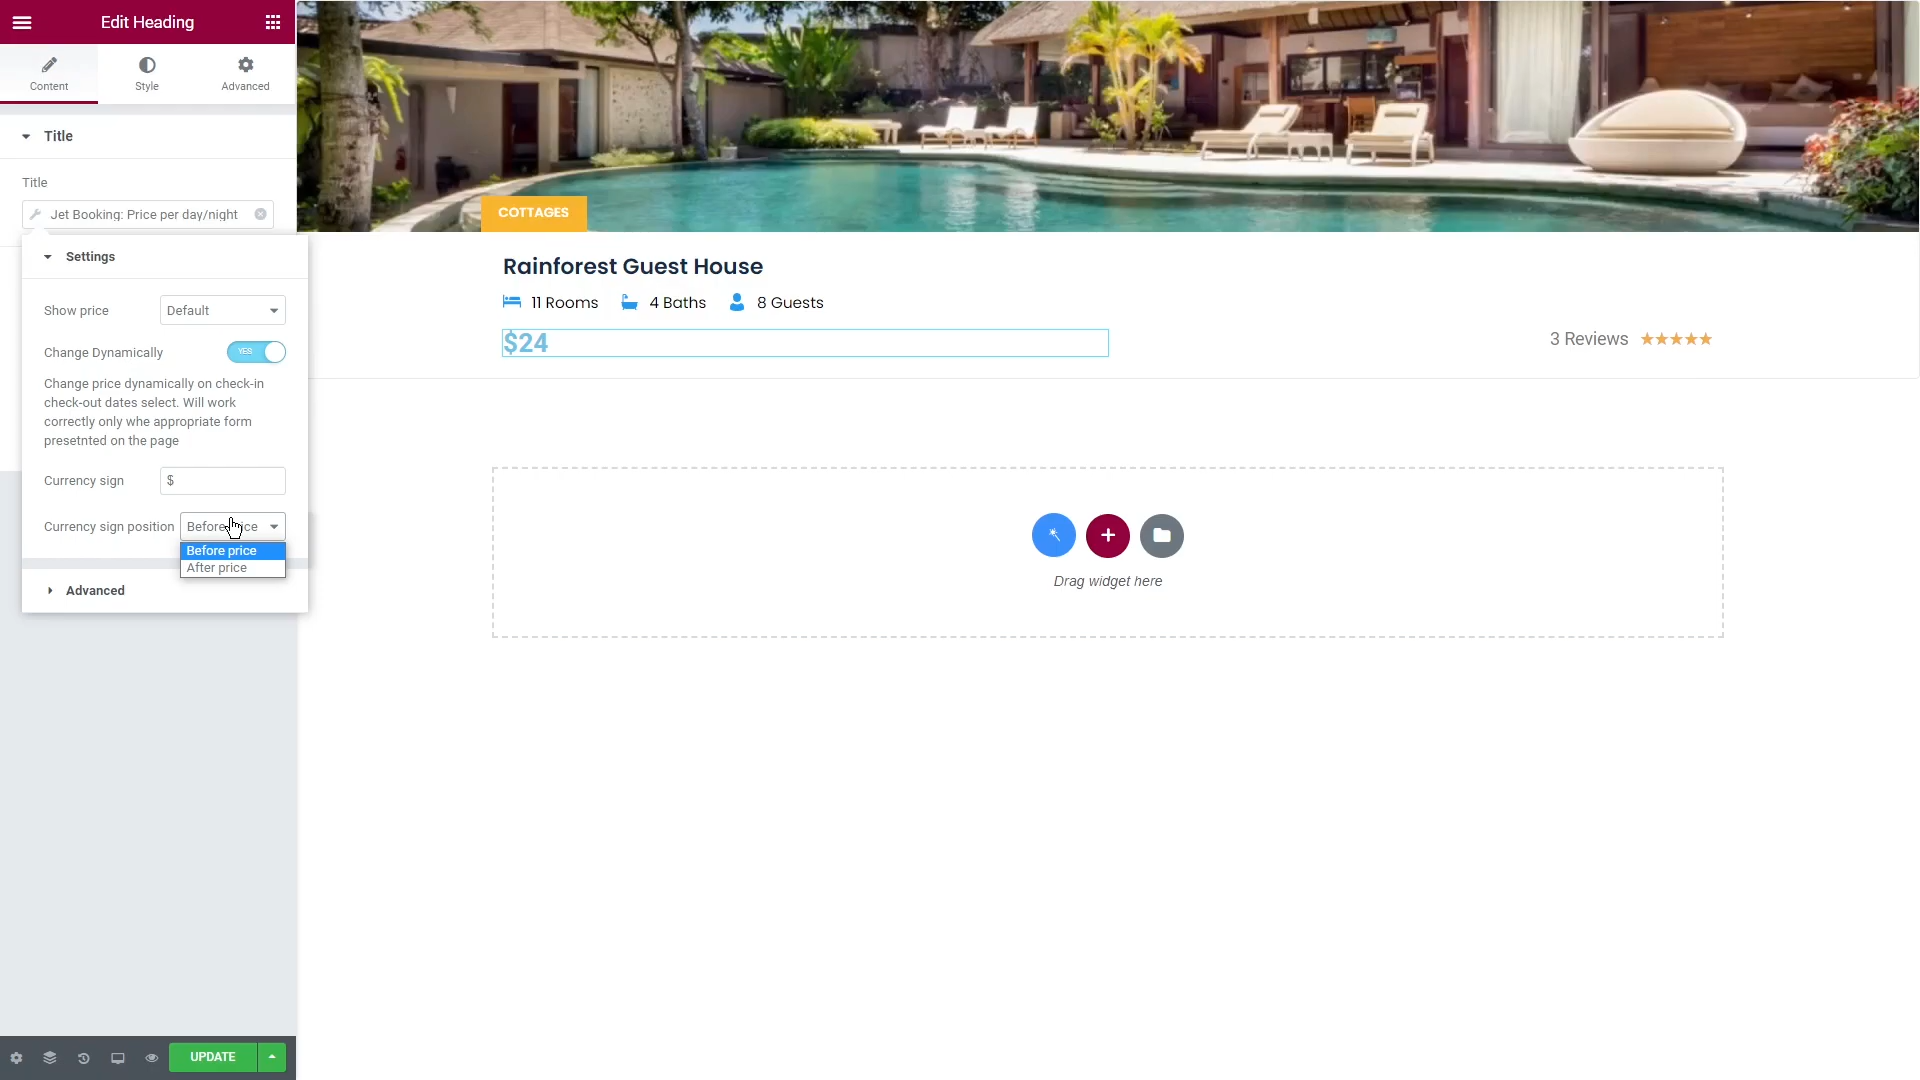 Edit Heading
Content
Style
Advanced
Title
Title
Jet Booking: Price per day/night
Settings
Show price
Default
Change Dynamically
YES
Change price dynamically on check-in
check-out dates select. Will work
correctly only whe appropriate form
presetnted on the page
Currency sign
$
Currency sign position
Before price
Before price
After price
Advanced
UPDATE
COTTAGES
Rainforest Guest House
11 Rooms
4 Baths
8 Guests
$24
3 Reviews
Drag widget here